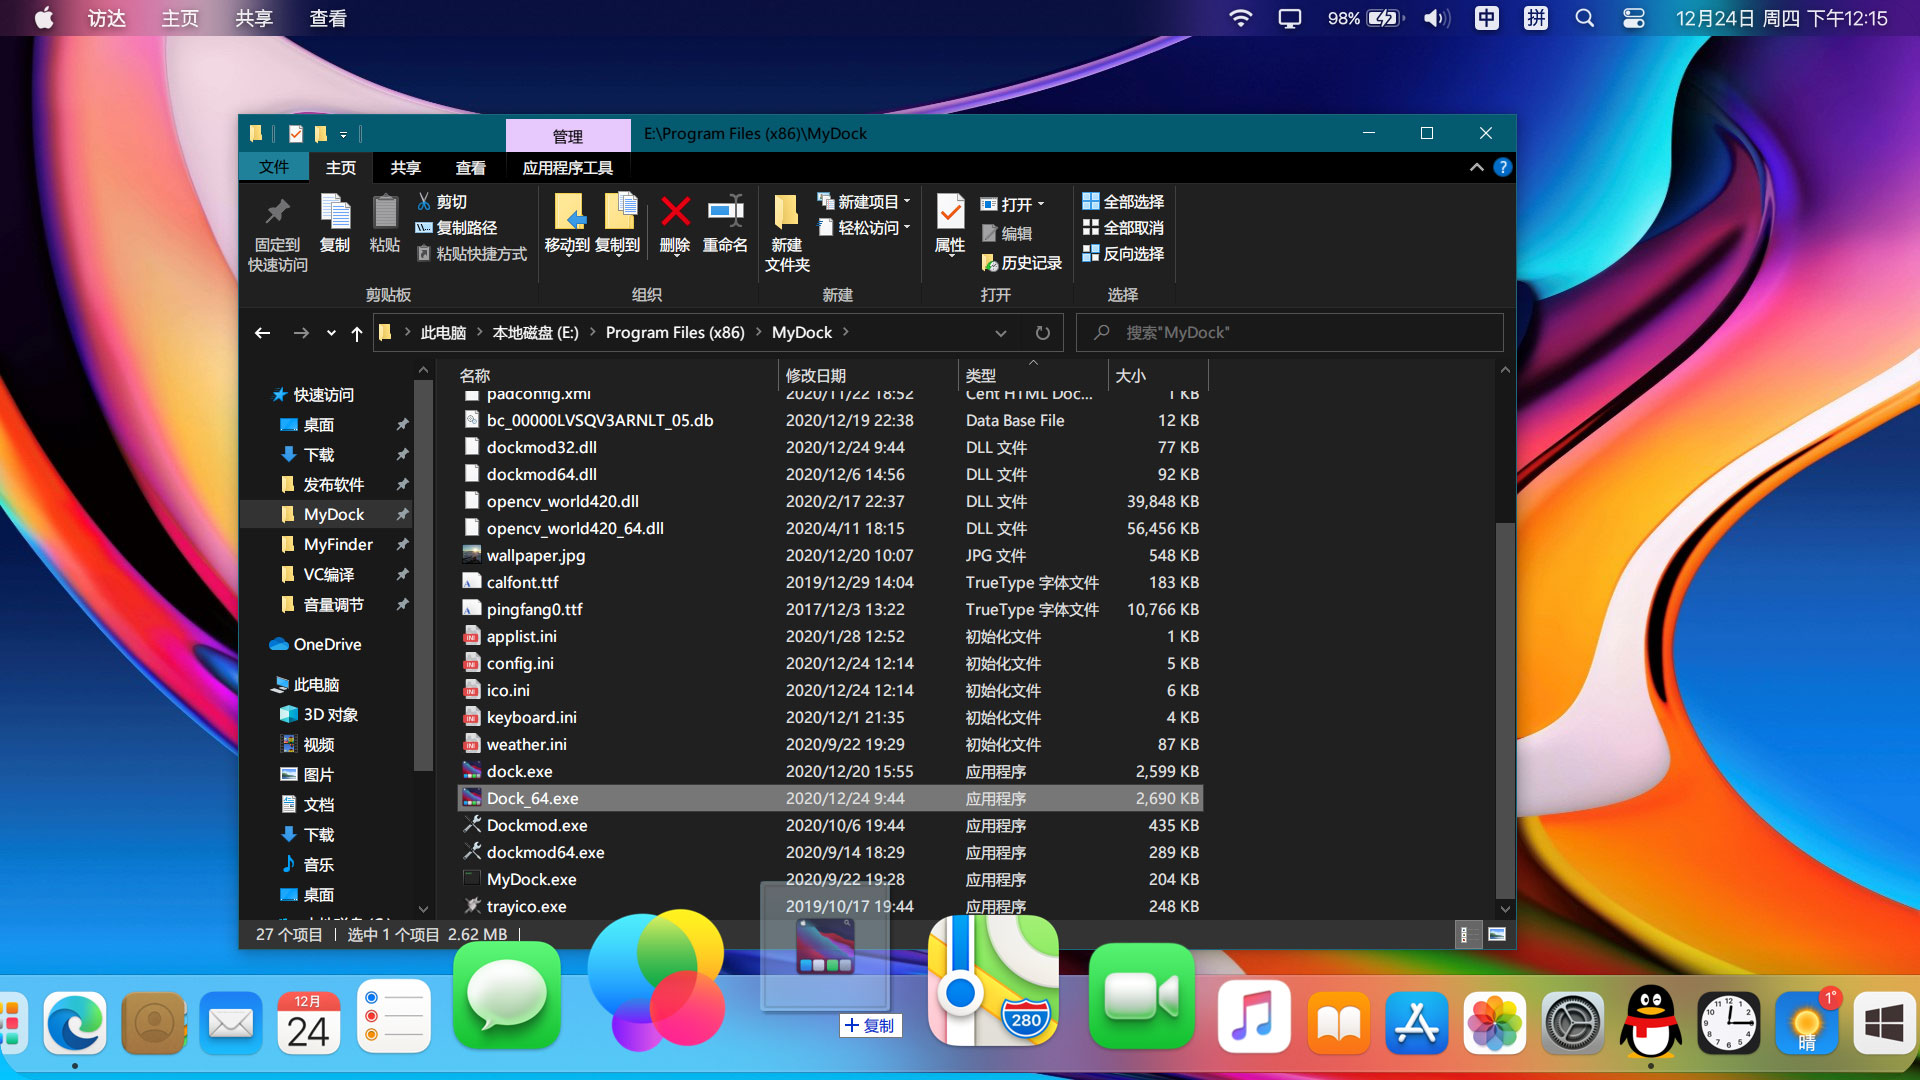 访达 主页 共享 查看 98% 中 拼 12月24日 周四 下午12:15
管理 E:\Program Files (x86)\MyDock
文件 主页 共享 查看 应用程序工具 ?
固定到快速访问 复制 粘贴 剪切 复制路径 粘贴快捷方式
移动到 复制到 删除 重命名
新建文件夹 新建项目 轻松访问
属性 打开 编辑 历史记录
全部选择 全部取消 反向选择
剪贴板 组织 新建 打开 选择
此电脑 本地磁盘 (E:) Program Files (x86) MyDock 搜索"MyDock"
快速访问
桌面
下载
发布软件
MyDock
MyFinder
VC编译
音量调节
OneDrive
此电脑
3D 对象
视频
图片
文档
下载
音乐
桌面
名称 修改日期 类型 大小
padconfig.xml 2020/11/22 18:52 Cent HTML Doc... 1 KB
bc_00000LVSQV3ARNLT_05.db 2020/12/19 22:38 Data Base File 12 KB
dockmod32.dll 2020/12/24 9:44 DLL 文件 77 KB
dockmod64.dll 2020/12/6 14:56 DLL 文件 92 KB
opencv_world420.dll 2020/2/17 22:37 DLL 文件 39,848 KB
opencv_world420_64.dll 2020/4/11 18:15 DLL 文件 56,456 KB
wallpaper.jpg 2020/12/20 10:07 JPG 文件 548 KB
calfont.ttf 2019/12/29 14:04 TrueType 字体文件 183 KB
pingfang0.ttf 2017/12/3 13:22 TrueType 字体文件 10,766 KB
applist.ini 2020/1/28 12:52 初始化文件 1 KB
config.ini 2020/12/24 12:14 初始化文件 5 KB
ico.ini 2020/12/24 12:14 初始化文件 6 KB
keyboard.ini 2020/12/1 21:35 初始化文件 4 KB
weather.ini 2020/9/22 19:29 初始化文件 87 KB
dock.exe 2020/12/20 15:55 应用程序 2,599 KB
Dock_64.exe 2020/12/24 9:44 应用程序 2,690 KB
Dockmod.exe 2020/10/6 19:44 应用程序 435 KB
dockmod64.exe 2020/9/14 18:29 应用程序 289 KB
MyDock.exe 2020/9/22 19:28 应用程序 204 KB
trayico.exe 2019/10/17 19:44 应用程序 248 KB
27 个项目 选中 1 个项目 2.62 MB
12月
24
+ 复制
280
1°
晴